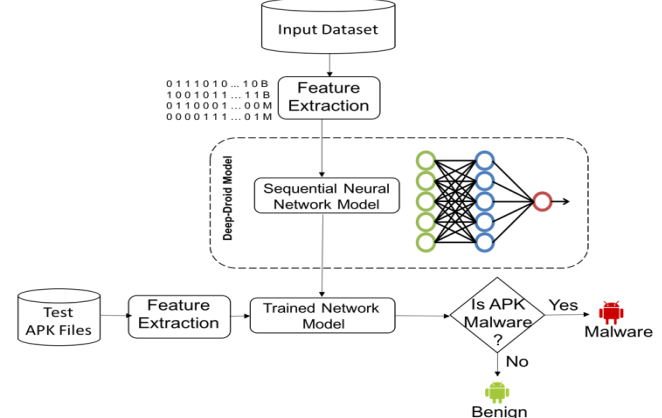 Input Dataset
0 1 1 1 0 1 0 ... 1 0 B
1 0 0 1 0 1 1 ... 1 1 B
0 1 1 0 0 0 1 ... 0 0 M
0 0 0 0 1 1 1 ... 0 1 M
Feature
Extraction
Deep-Droid Model
Sequential Neural
Network Model
Test
APK Files
Feature
Extraction
Trained Network
Model
Is APK
Malware
?
Yes
Malware
No
Benign